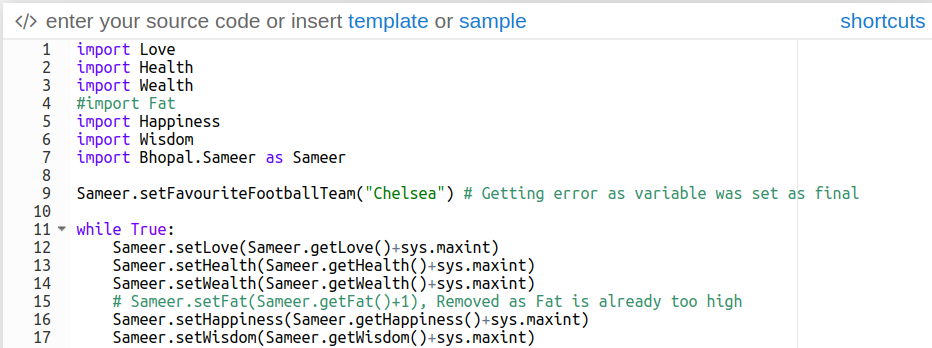 </> enter your source code or insert template or sample shortcuts
1 import Love
2 import Health
3 import Wealth
4 #import Fat
5 import Happiness
6 import Wisdom
7 import Bhopal.Sameer as Sameer
8
9 Sameer.setFavouriteFootballTeam("Chelsea") # Getting error as variable was set as final
10
11 while True:
12 Sameer.setLove(Sameer.getLove()+sys.maxint)
13 Sameer.setHealth(Sameer.getHealth()+sys.maxint)
14 Sameer.setWealth(Sameer.getWealth()+sys.maxint)
15 # Sameer.setFat(Sameer.getFat()+1), Removed as Fat is already too high
16 Sameer.setHappiness(Sameer.getHappiness()+sys.maxint)
17 Sameer.setWisdom(Sameer.getWisdom()+sys.maxint)